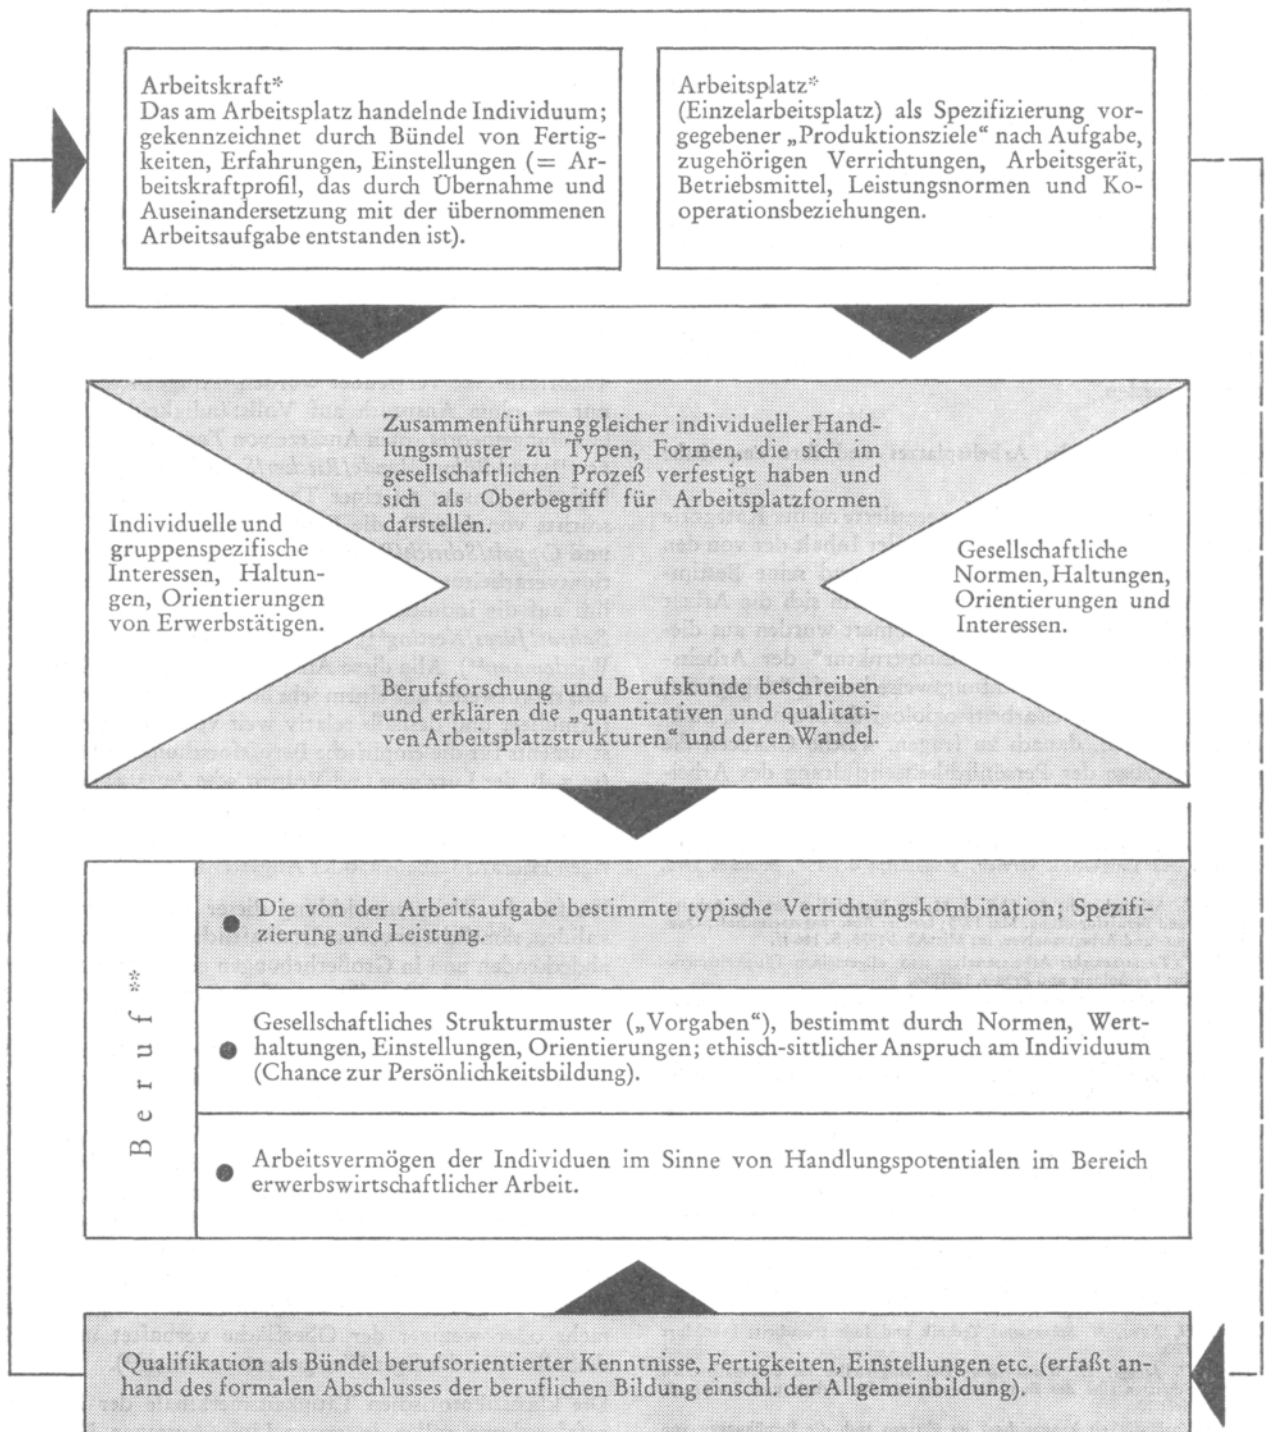 Arbeitskraft*
Das am Arbeitsplatz handelnde Individuum;
gekennzeichnet durch Bündel von Fertig-
keiten, Erfahrungen, Einstellungen (= Ar-
beitskraftprofil, das durch Übernahme und
Auseinandersetzung mit der übernommenen
Arbeitsaufgabe entstanden ist).
Arbeitsplatz*
(Einzelarbeitsplatz) als Spezifizierung vor-
gegebener „Produktionsziele“ nach Aufgabe,
zugehörigen Verrichtungen, Arbeitsgerät,
Betriebsmittel, Leistungsnormen und Ko-
operationsbeziehungen.
Zusammenführung gleicher individueller Hand-
lungsmuster zu Typen, Formen, die sich im
gesellschaftlichen Prozeß verfestigt haben und
sich als Oberbegriff für Arbeitsplatzformen
darstellen.
Individuelle und
gruppenspezifische
Interessen, Haltun-
gen, Orientierungen
von Erwerbstätigen.
Gesellschaftliche
Normen, Haltungen,
Orientierungen und
Interessen.
Berufsforschung und Berufskunde beschreiben
und erklären die „quantitativen und qualitati-
ven Arbeitsplatzstrukturen“ und deren Wandel.
Beruf**
Die von der Arbeitsaufgabe bestimmte typische Verrichtungskombination; Spezifi-
zierung und Leistung.
Gesellschaftliches Strukturmuster („Vorgaben“), bestimmt durch Normen, Wert-
haltungen, Einstellungen, Orientierungen; ethisch-sittlicher Anspruch am Individuum
(Chance zur Persönlichkeitsbildung).
Arbeitsvermögen der Individuen im Sinne von Handlungspotentialen im Bereich
erwerbswirtschaftlicher Arbeit.
Qualifikation als Bündel berufsorientierter Kenntnisse, Fertigkeiten, Einstellungen etc. (erfaßt an-
hand des formalen Abschlusses der beruflichen Bildung einschl. der Allgemeinbildung).